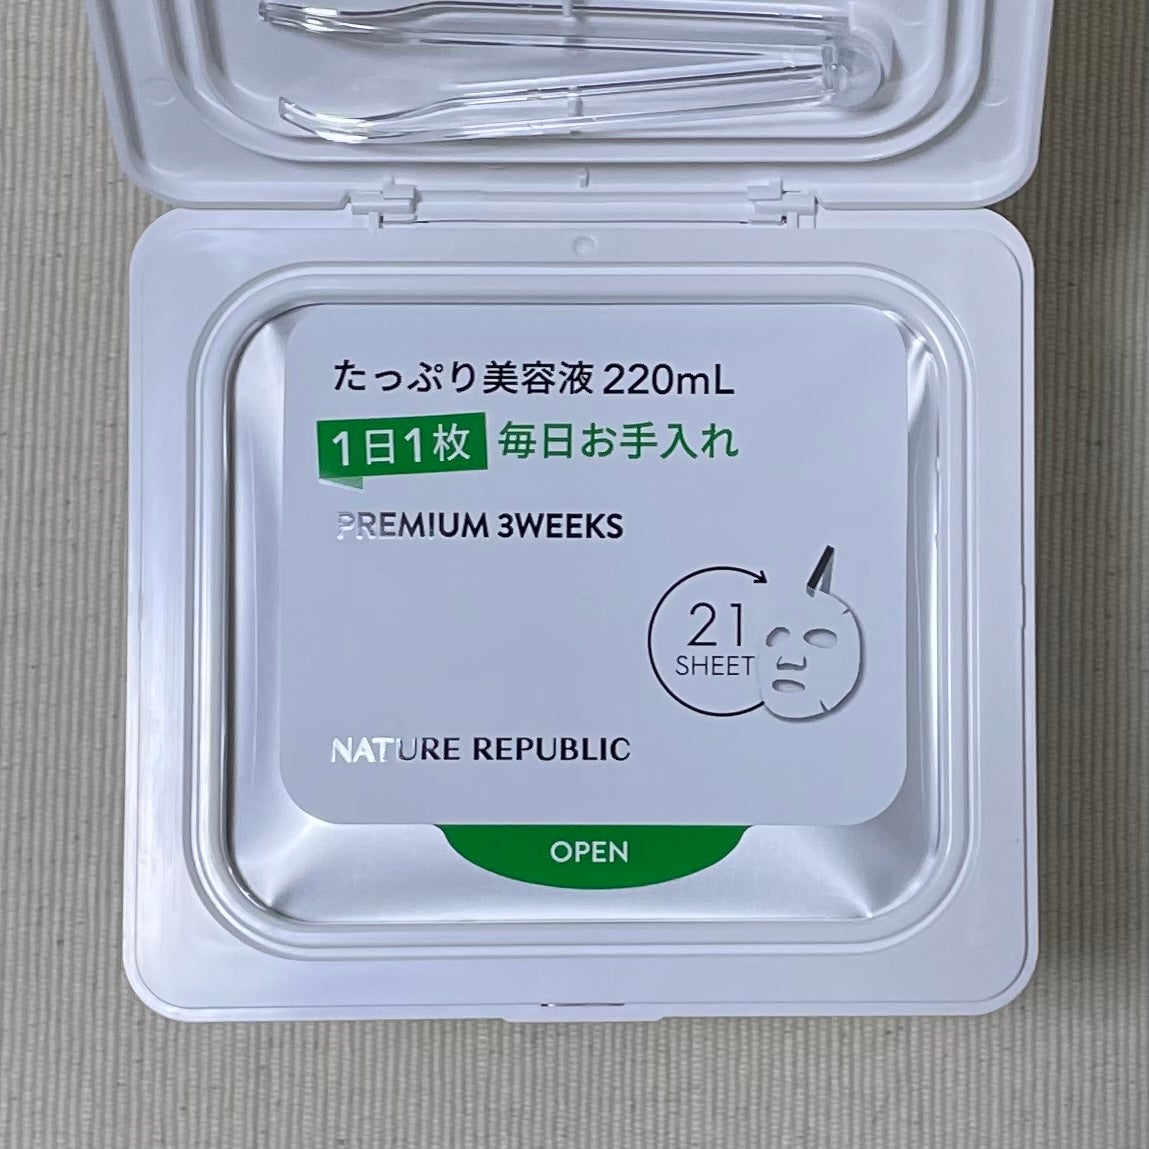 たっぷり美容液 220mL
1日1枚 毎日お手入れ
PREMIUM 3WEEKS
21
SHEET
NATURE REPUBLIC
OPEN